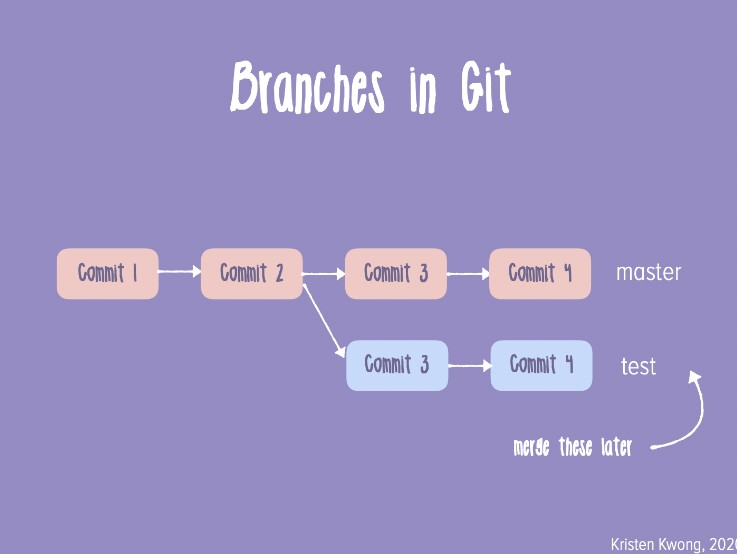 Branches in Git
Commit 1 Commit 2 Commit 3 Commit 4 master
Commit 3 Commit 4 test
merge these later
Kristen Kwong, 202